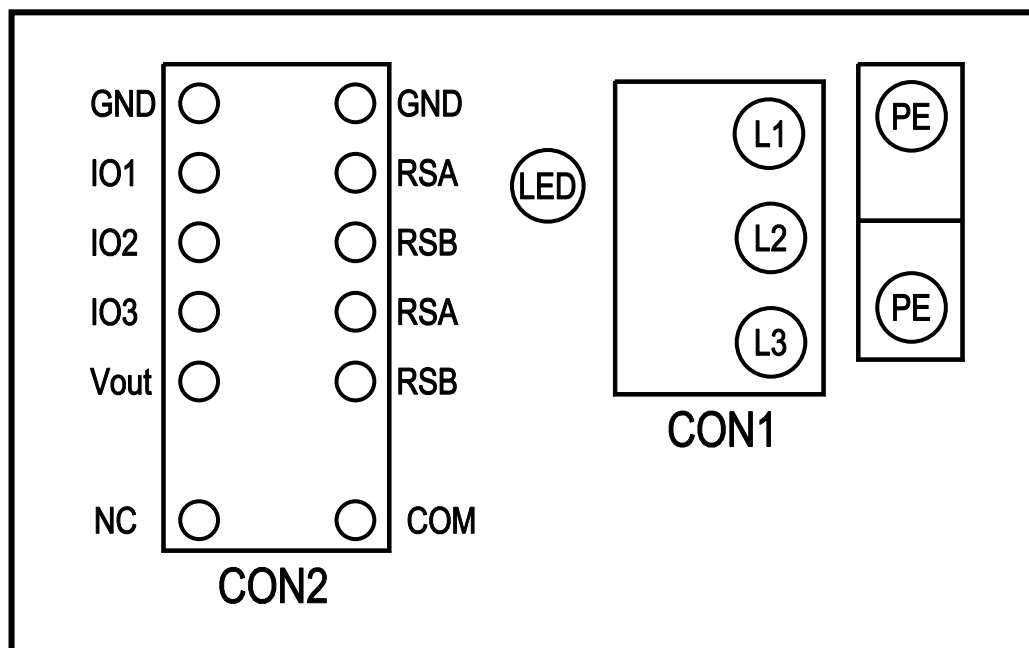 GND GND
IO1 RSA
IO2 RSB
IO3 RSA
Vout RSB
NC COM
CON2
LED
L1
L2
L3
CON1
PE
PE